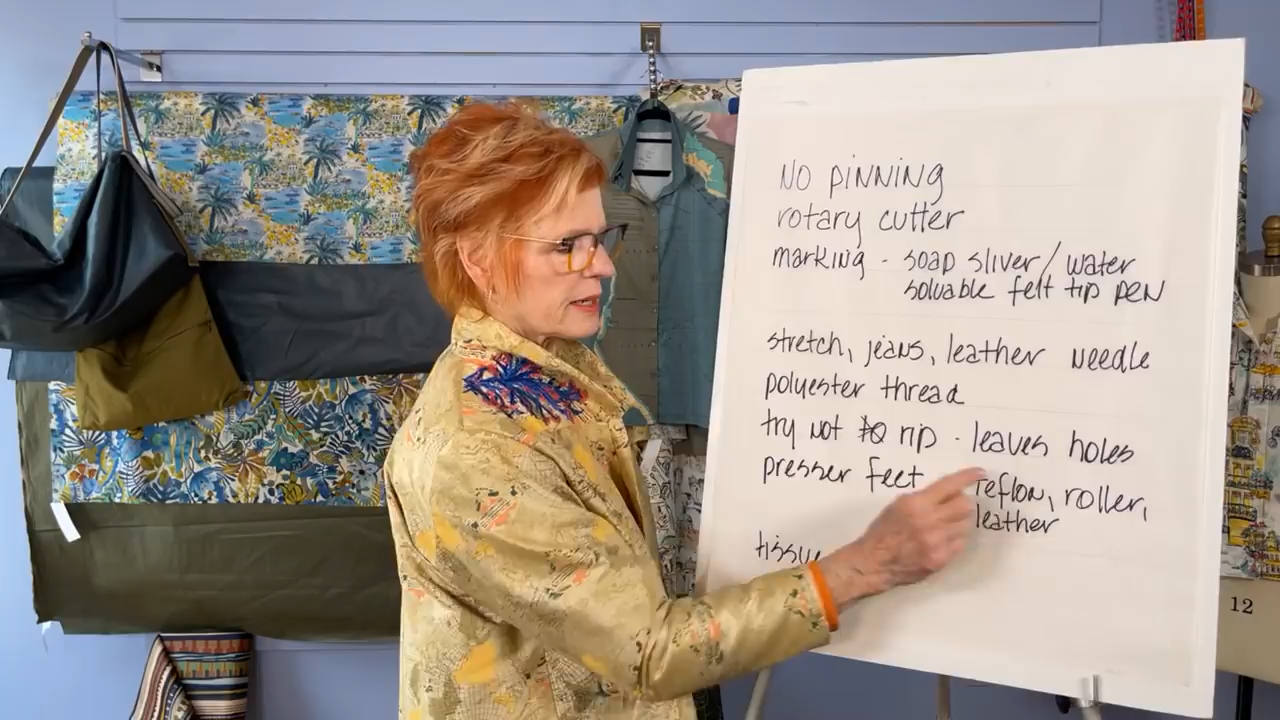 NO PINNING
rotary cutter
marking - soap sliver/water
soluable felt tip pen
stretch, jeans, leather needle
polyester thread
try not to rip - leaves holes
presser feet Teflon, roller,
leather
tissue
12